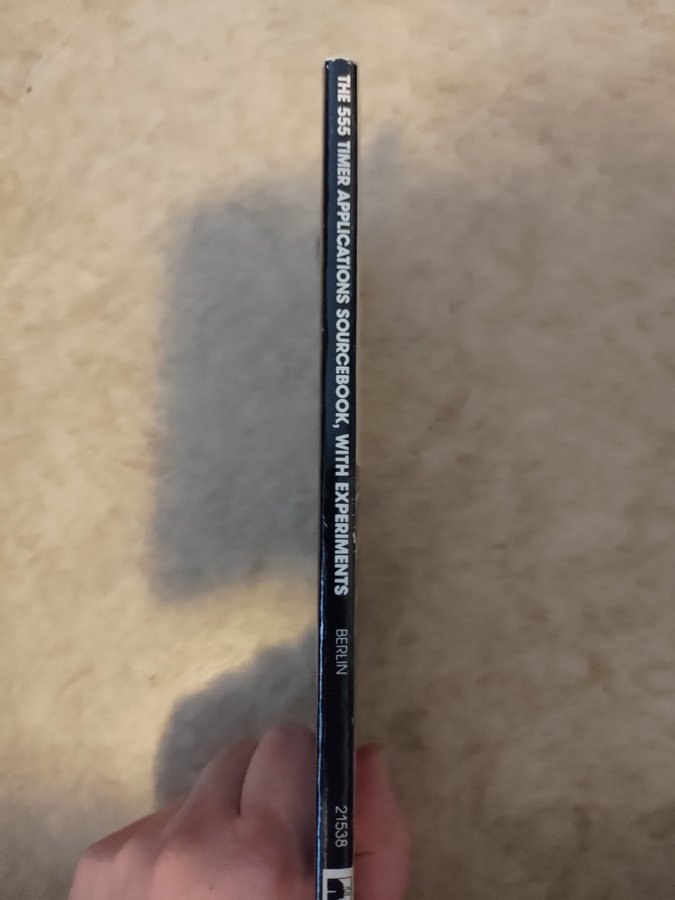 THE 555 TIMER APPLICATIONS SOURCEBOOK, WITH EXPERIMENTS
BERLIN
21538